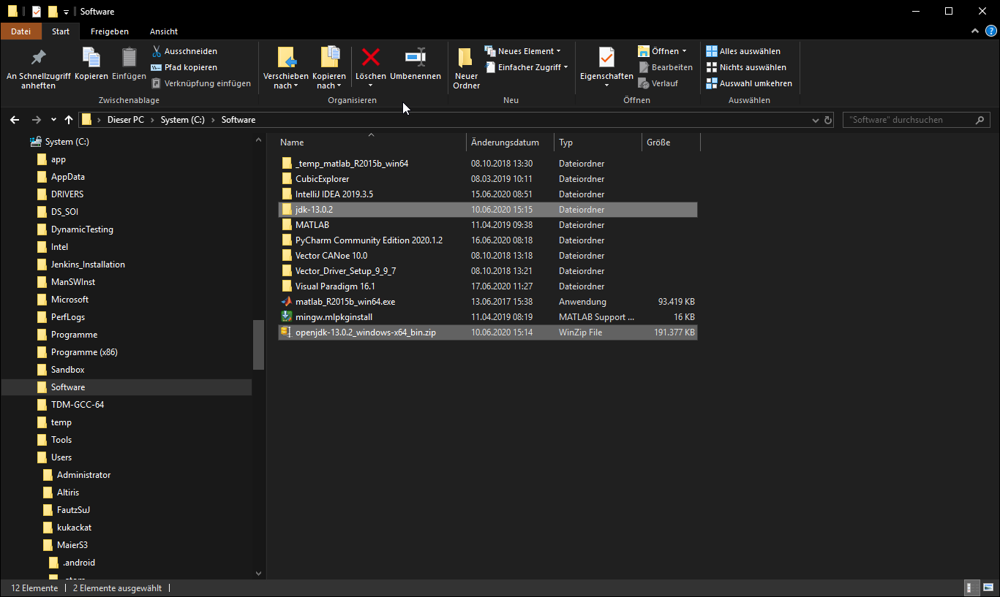 Software
Datei Start Freigeben Ansicht
An Schnellzugriff anheften
Kopieren
Einfügen
Ausschneiden
Pfad kopieren
Verknüpfung einfügen
Zwischenablage
Verschieben nach
Kopieren nach
Löschen
Umbenennen
Organisieren
Neuer Ordner
Neues Element
Einfacher Zugriff
Neu
Eigenschaften
Öffnen
Bearbeiten
Verlauf
Öffnen
Alles auswählen
Nichts auswählen
Auswahl umkehren
Auswählen
Dieser PC > System (C:) > Software
"Software" durchsuchen
System (C:)
app
AppData
DRIVERS
DS_SOI
DynamicTesting
Intel
Jenkins_Installation
ManSWInst
Microsoft
PerfLogs
Programme
Programme (x86)
Sandbox
Software
TDM-GCC-64
temp
Tools
Users
Administrator
Altiris
FautzSuJ
kukackat
MaierS3
.android
Name Änderungsdatum Typ Größe
_temp_matlab_R2015b_win64 08.10.2018 13:30 Dateiordner
CubicExplorer 08.03.2019 10:11 Dateiordner
IntelliJ IDEA 2019.3.5 15.06.2020 08:51 Dateiordner
jdk-13.0.2 10.06.2020 15:15 Dateiordner
MATLAB 11.04.2019 09:38 Dateiordner
PyCharm Community Edition 2020.1.2 16.06.2020 08:18 Dateiordner
Vector CANoe 10.0 08.10.2018 13:18 Dateiordner
Vector_Driver_Setup_9_9_7 08.10.2018 13:21 Dateiordner
Visual Paradigm 16.1 17.06.2020 11:27 Dateiordner
matlab_R2015b_win64.exe 13.06.2017 15:38 Anwendung 93.419 KB
mingw.mlpkginstall 11.04.2019 08:19 MATLAB Support ... 16 KB
openjdk-13.0.2_windows-x64_bin.zip 10.06.2020 15:14 WinZip File 191.377 KB
12 Elemente 2 Elemente ausgewählt